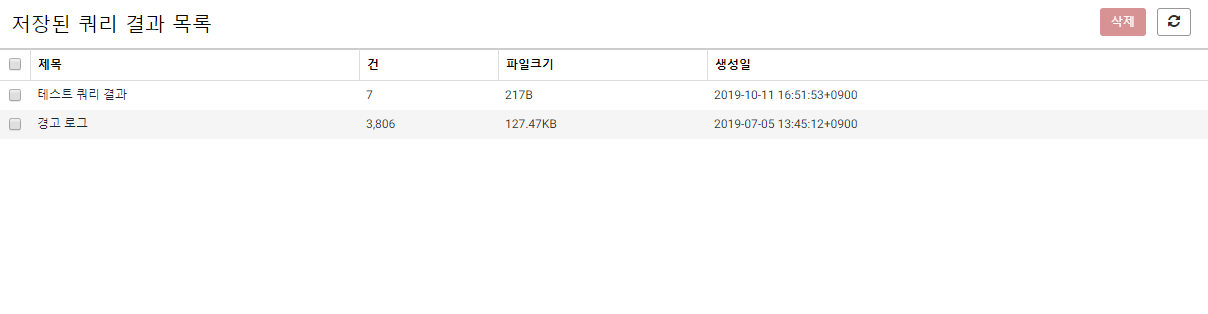 저장된 쿼리 결과 목록 삭제
제목 건 파일크기 생성일
테스트 쿼리 결과 7 217B 2019-10-11 16:51:53+0900
경고 로그 3,806 127.47KB 2019-07-05 13:45:12+0900